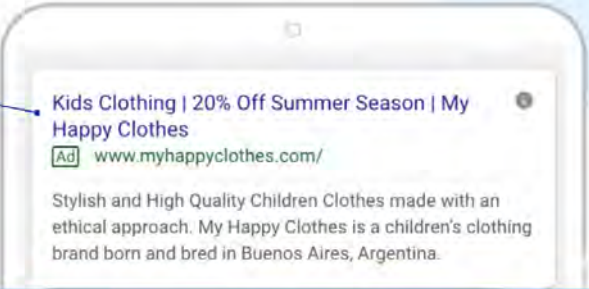 Kids Clothing | 20% Off Summer Season | My
Happy Clothes
Ad www.myhappyclothes.com/
Stylish and High Quality Children Clothes made with an
ethical approach. My Happy Clothes is a children's clothing
brand born and bred in Buenos Aires, Argentina.